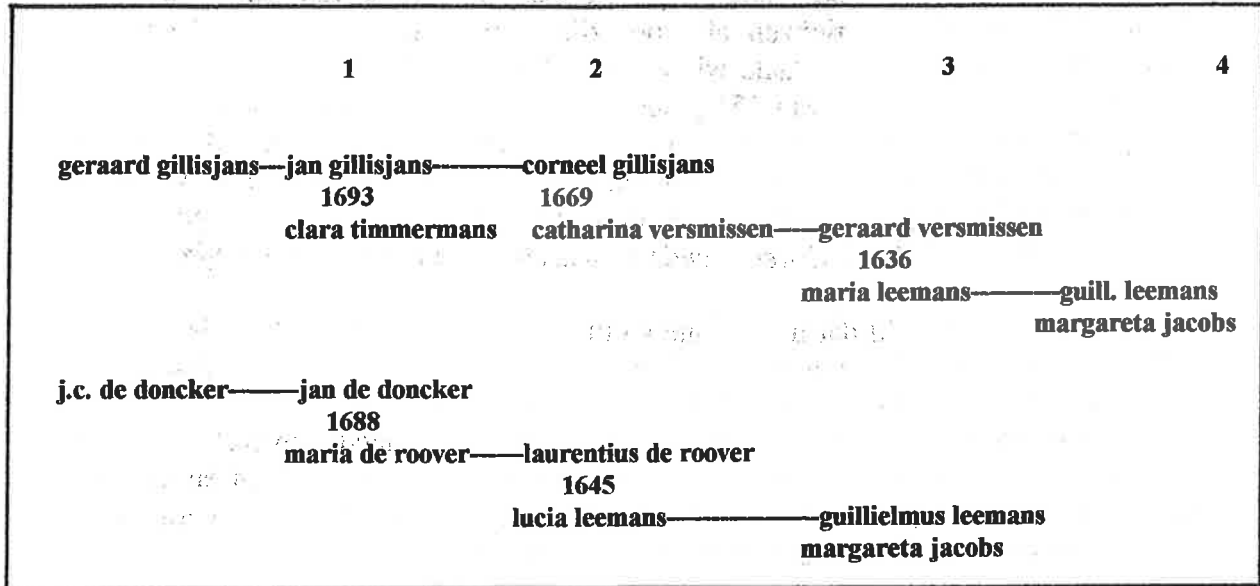 1 2 3 4
geraard gillisjans—jan gillisjans———corneel gillisjans
1693 1669
clara timmermans catharina versmissen—geraard versmissen
1636
maria leemans———guill. leemans
margareta jacobs
j.c. de doncker———jan de doncker
1688
maria de roover——laurentius de roover
1645
lucia leemans————guillielmus leemans
margareta jacobs